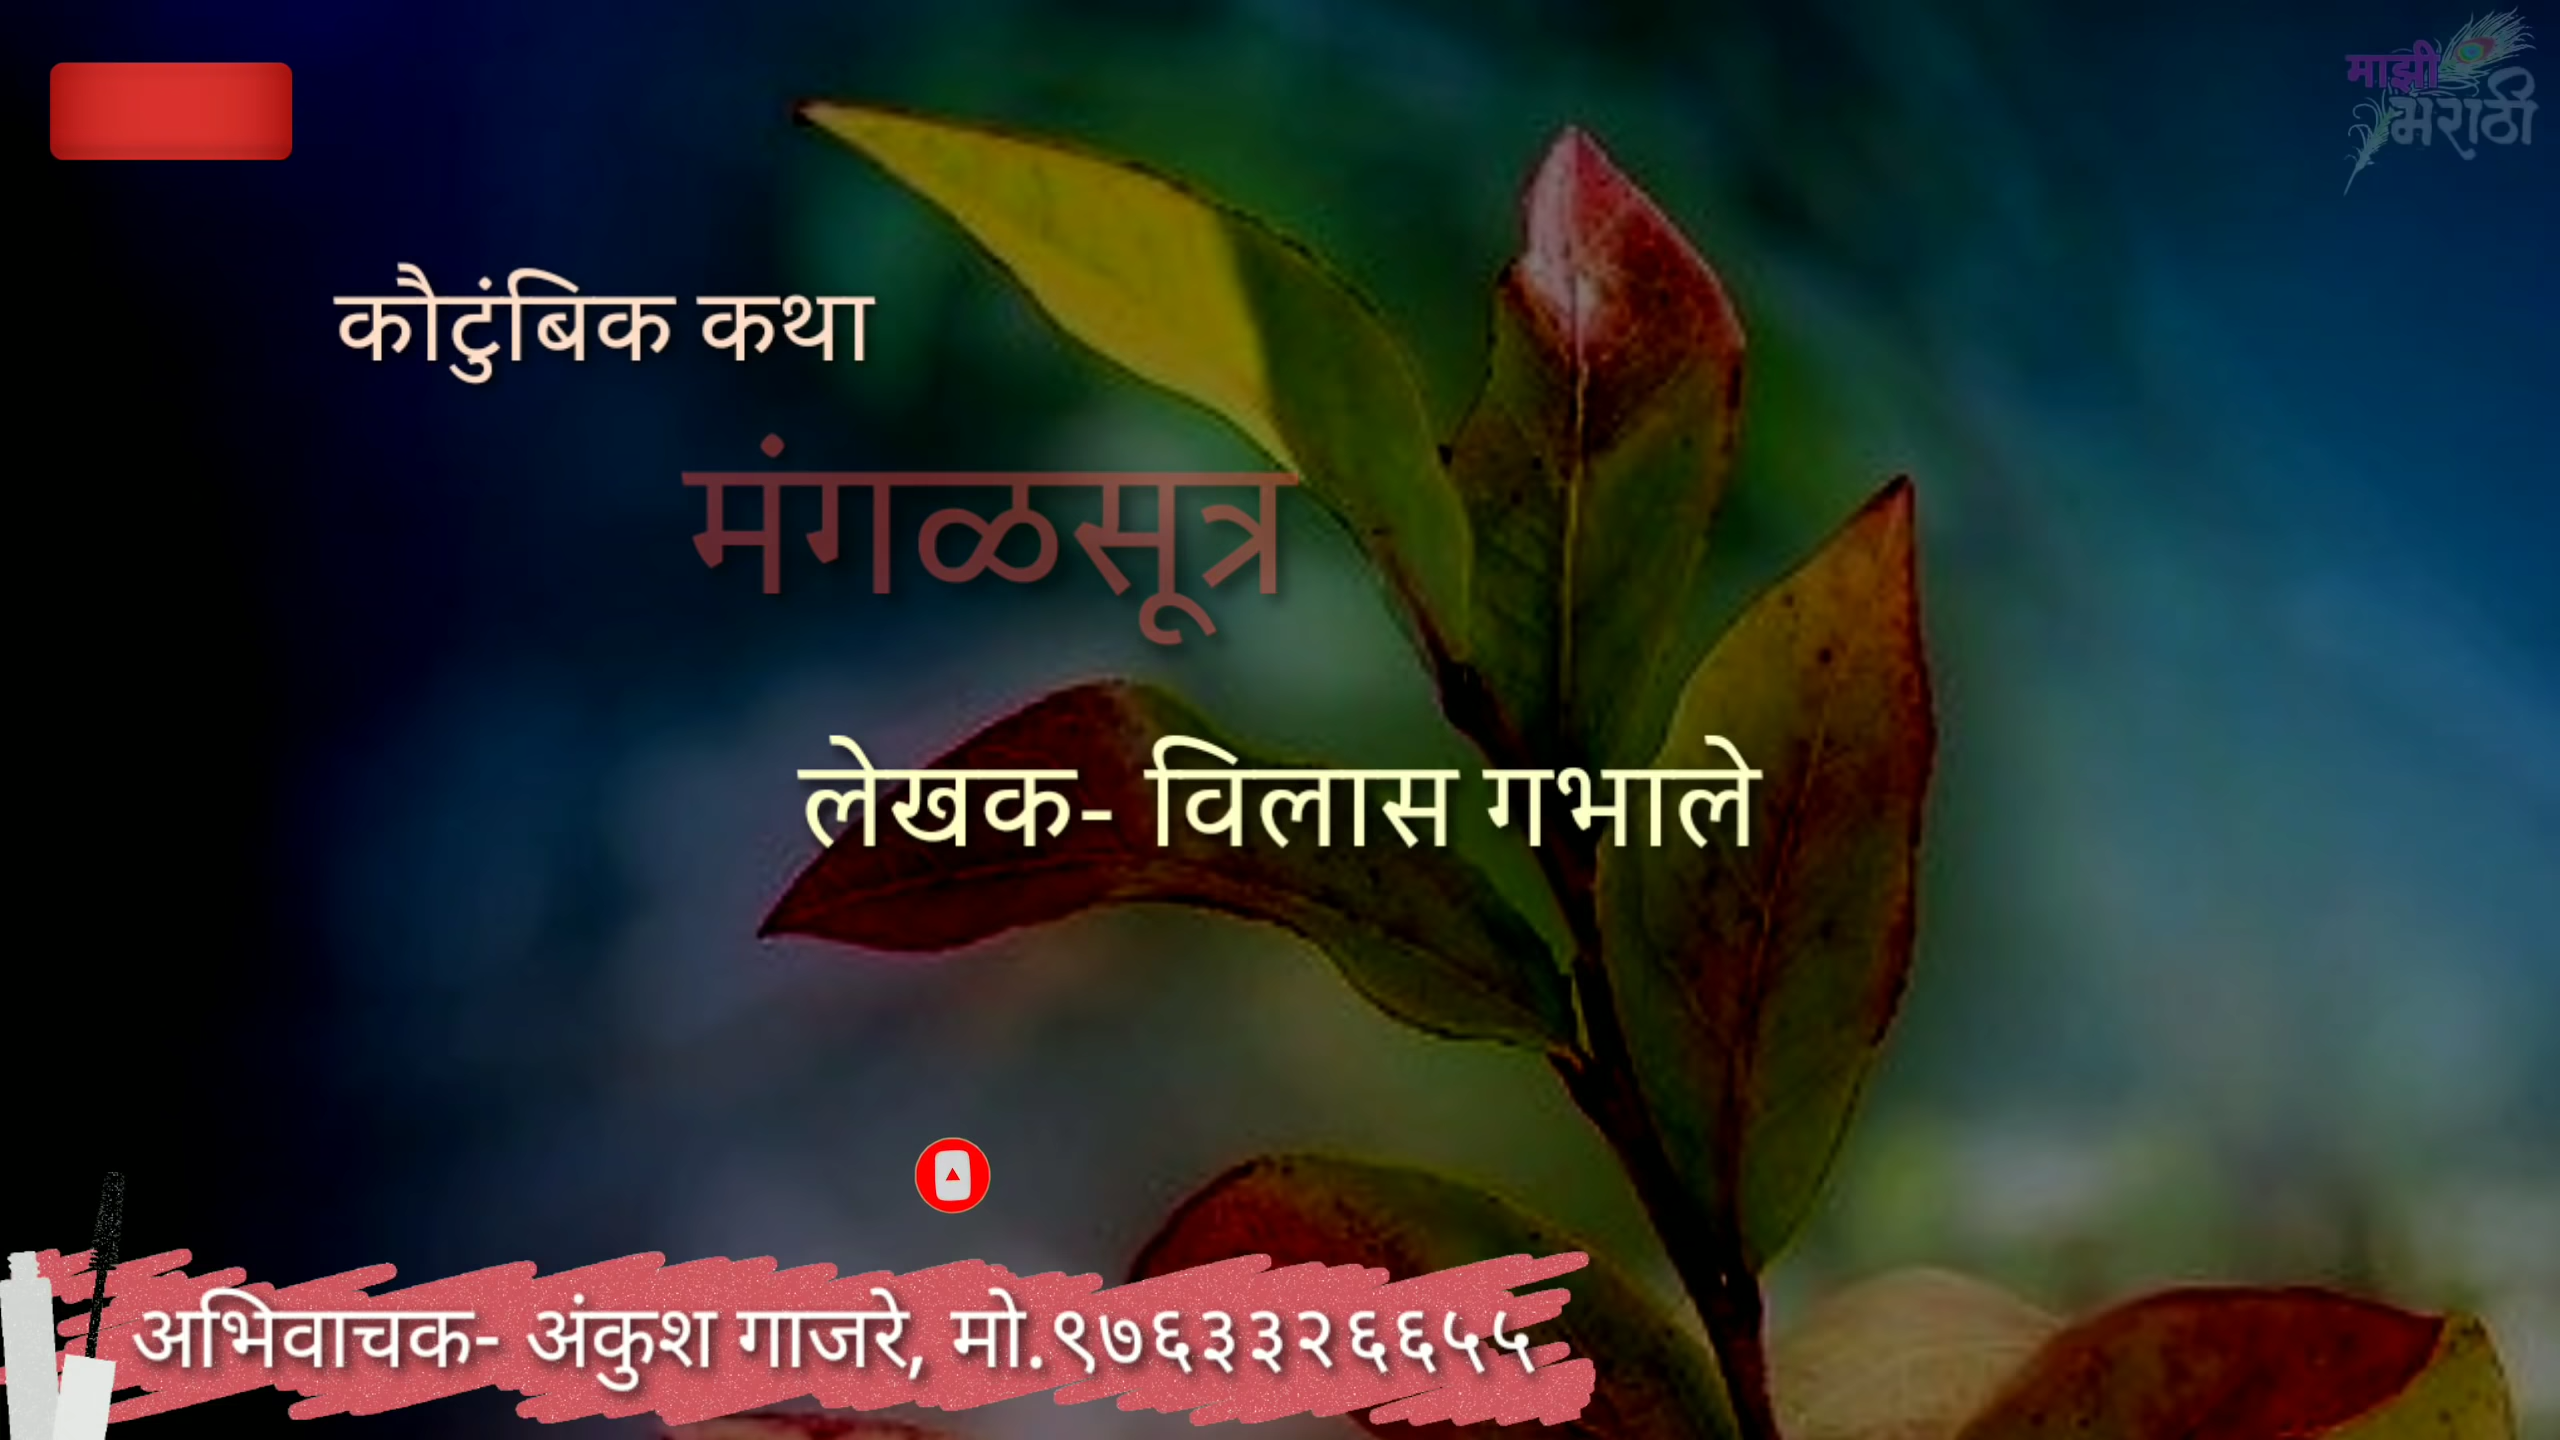 माझी
मराठी
कौटुंबिक कथा
मंगळसूत्र
लेखक- विलास गभाले
अभिवाचक- अंकुश गाजरे, मो.९७६३३२६६५५